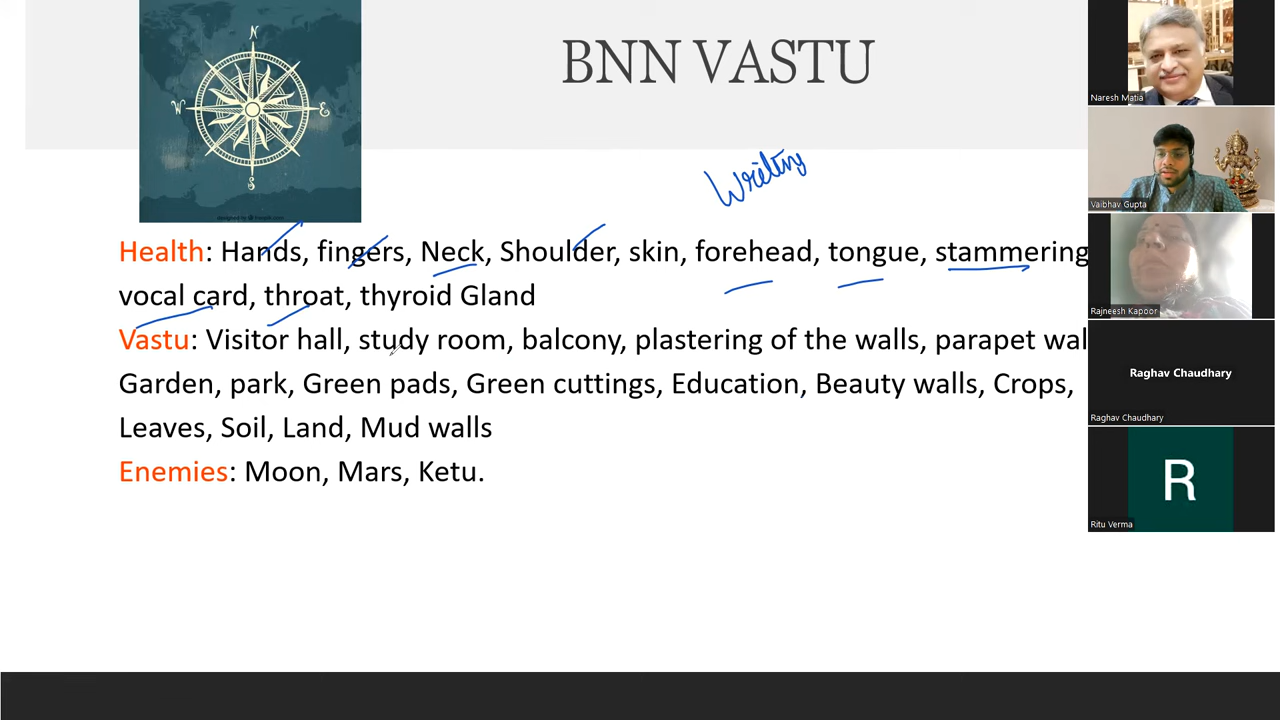 BNN VASTU
N
W
E
S
Writing
Health: Hands, fingers, Neck, Shoulder, skin, forehead, tongue, stammering
vocal card, throat, thyroid Gland
Vastu: Visitor hall, study room, balcony, plastering of the walls, parapet wal
Garden, park, Green pads, Green cuttings, Education, Beauty walls, Crops,
Leaves, Soil, Land, Mud walls
Enemies: Moon, Mars, Ketu.
Naresh Matia
Vaibhav Gupta
Rajneesh Kapoor
Raghav Chaudhary
Raghav Chaudhary
R
Ritu Verma